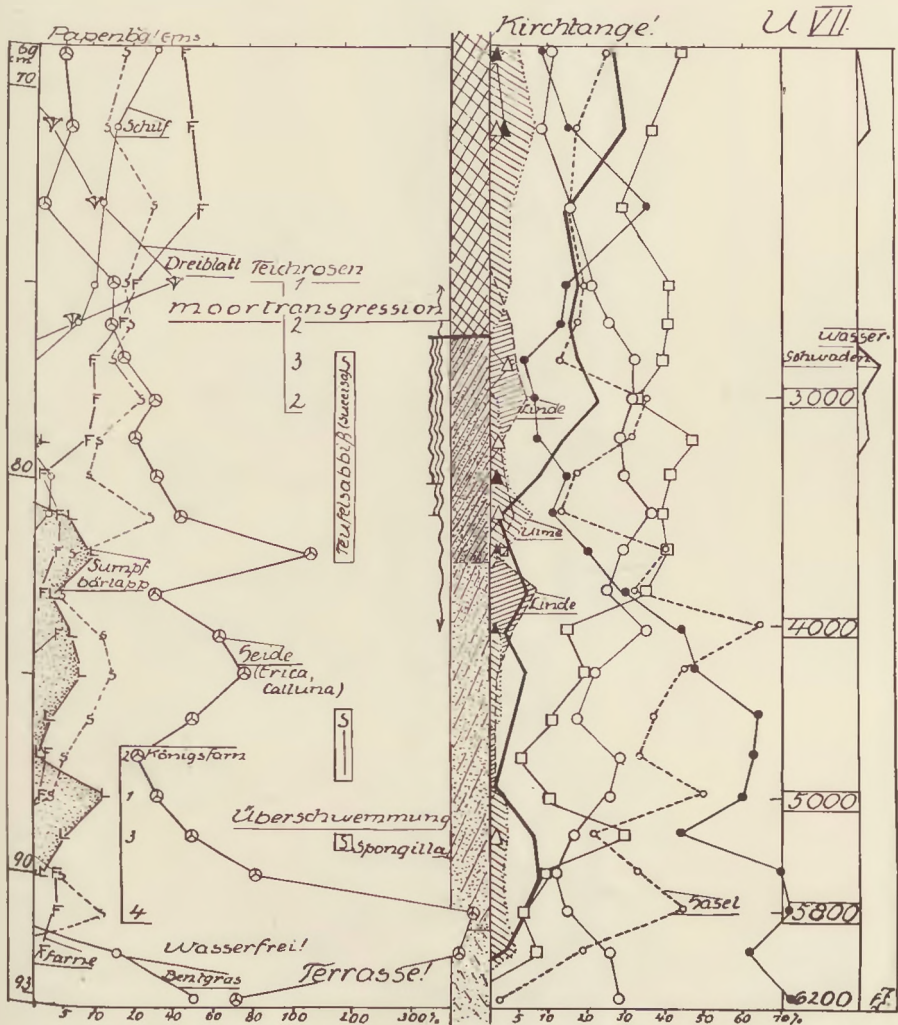 Papenbg/Ems
Kirchtange!
U VII.
69
cm
70
Schilf
Dreiblatt
Teichrosen
1
moortransgression
2
3
2
Teufelsabbiß (succisa) S
Wasser-
schwaden
Linde
3000
80
Ulme
Sumpf
bärlapp
Linde
4000
Heide
(Erica,
Calluna)
S
2 Königsfarn
1
5000
Überschwemmung
3
S Spongilla
90
Hasel
4
5800
Farne
Wasserfrei!
Bentgras
Terrasse!
93
6200
5 10 20 40 60 80 100 200 300%
5 10 20 30 40 50 60 70%